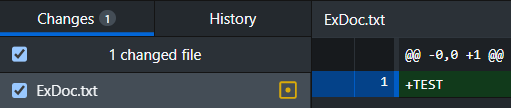 Changes 1
History
1 changed file
ExDoc.txt
ExDoc.txt
@@ -0,0 +1 @@
1 +TEST